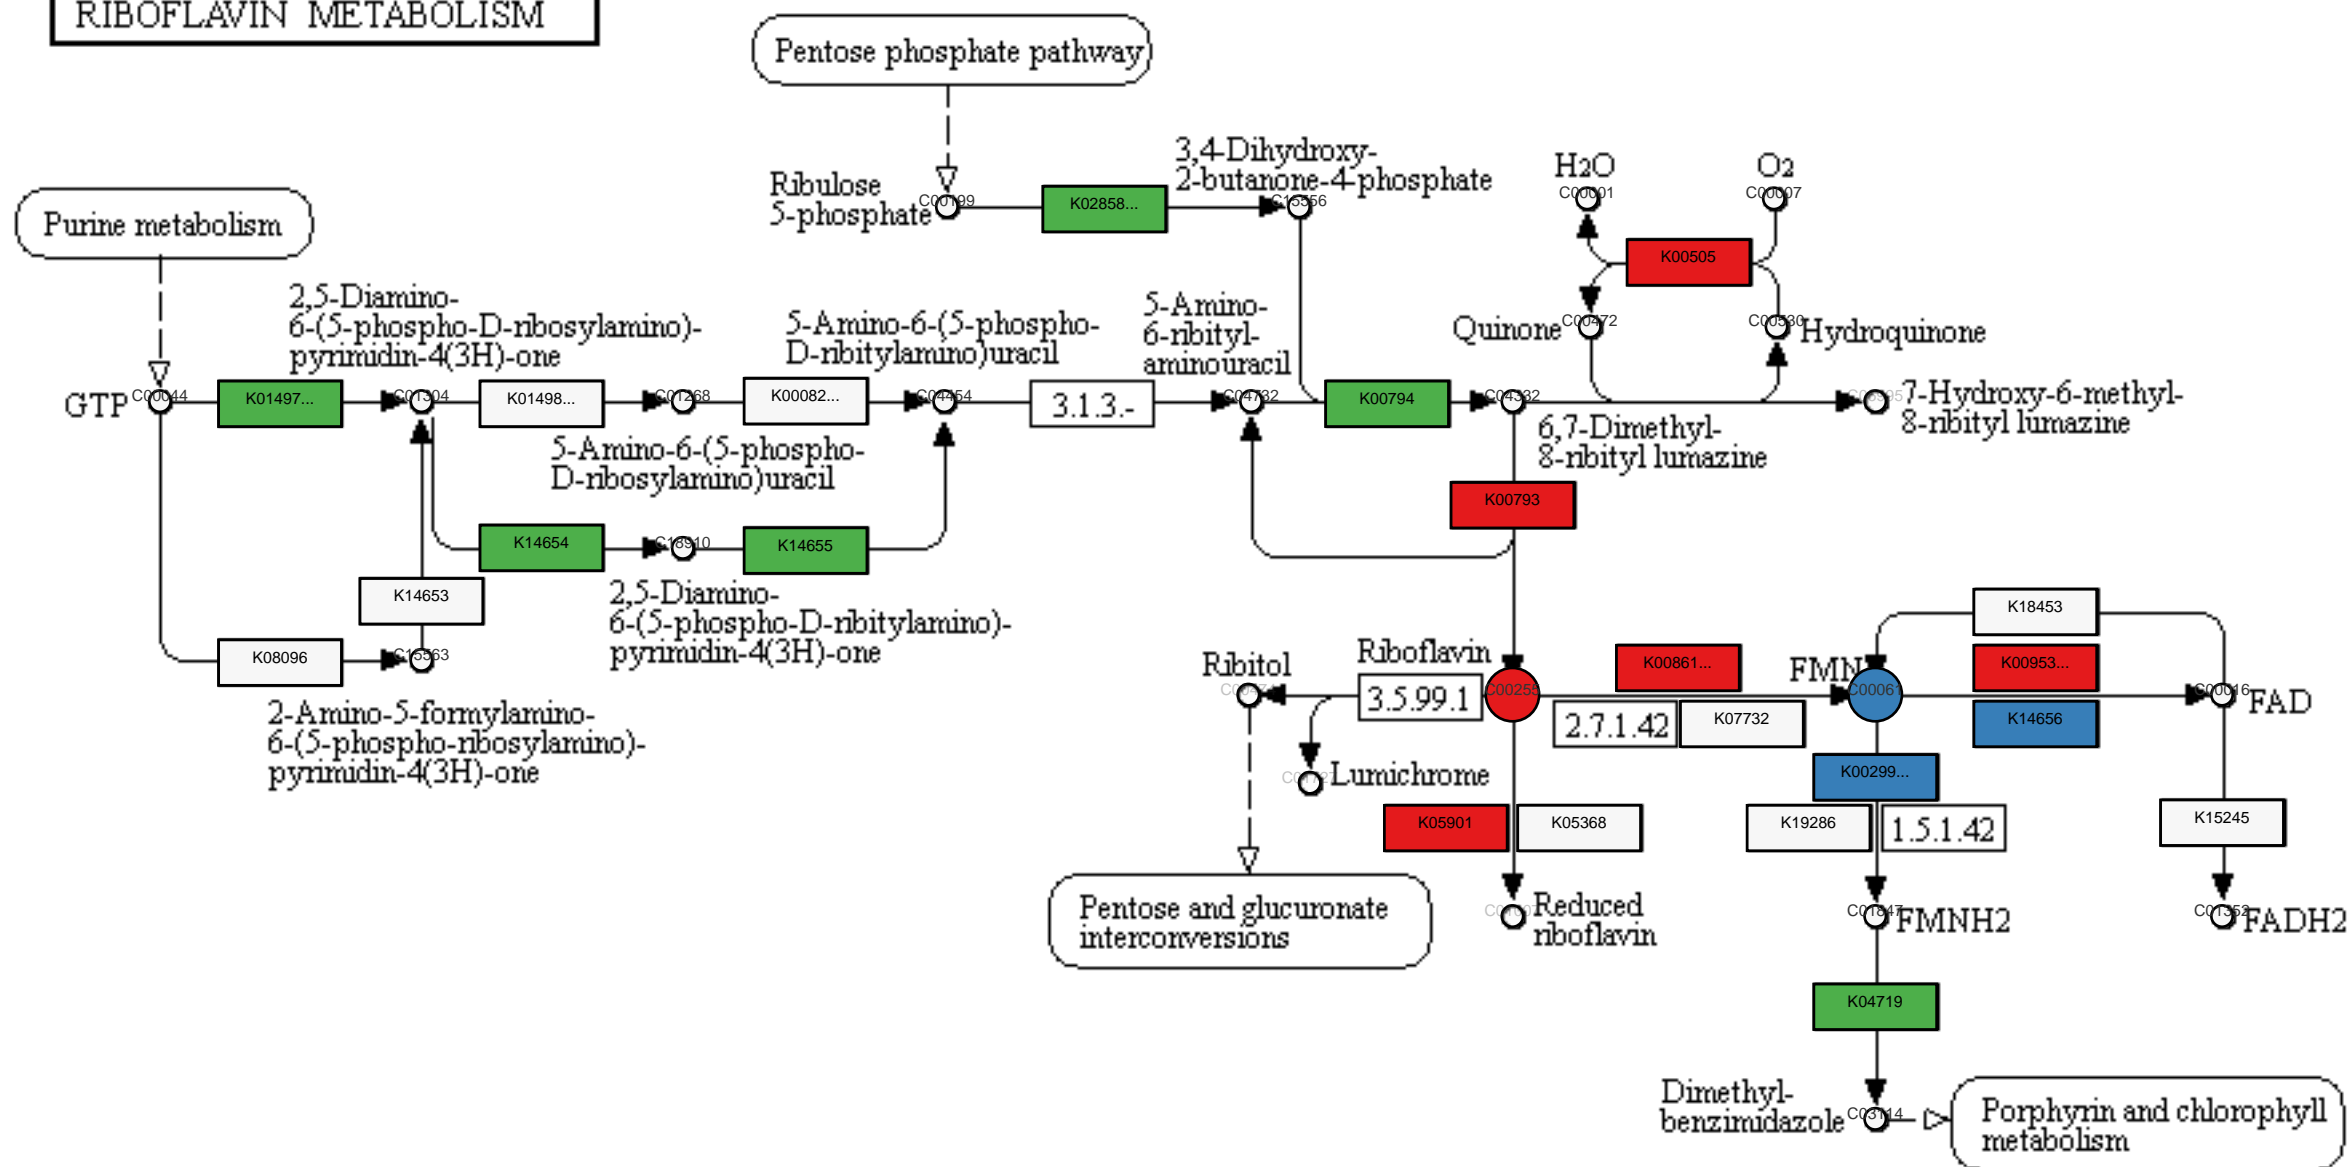 RIBOFLAVIN METABOLISM
Pentose phosphate pathway
Purine metabolism
Ribulose
5-phosphate
C00199
K02858...
3,4-Dihydroxy-
2-butanone-4-phosphate
C15556
H2O
C00001
O2
C00007
K00505
Quinone
C00472
C00530
Hydroquinone
2,5-Diamino-
6-(5-phospho-D-ribosylamino)-
pyrimidin-4(3H)-one
5-Amino-6-(5-phospho-
D-ribitylamino)uracil
5-Amino-
6-ribityl-
aminouracil
GTP
C00044
K01497...
C01304
K01498...
C01268
K00082...
C04454
3.1.3.-
C04732
K00794
C04332
7-Hydroxy-6-methyl-
8-ribityl lumazine
5-Amino-6-(5-phospho-
D-ribosylamino)uracil
6,7-Dimethyl-
8-ribityl lumazine
K00793
K14654
C18910
K14655
K14653
2,5-Diamino-
6-(5-phospho-D-ribitylamino)-
pyrimidin-4(3H)-one
K08096
C15563
2-Amino-5-formylamino-
6-(5-phospho-ribosylamino)-
pyrimidin-4(3H)-one
K18453
Ribitol
Riboflavin
3.5.99.1
C00255
K00861...
2.7.1.42
K07732
FMN
C00061
K00953...
K14656
C00016
FAD
Lumichrome
K00299...
K05901
K05368
K19286
1.5.1.42
K15245
Pentose and glucuronate
interconversions
Reduced
riboflavin
C01847
FMNH2
C01352
FADH2
K04719
Dimethyl-
benzimidazole
C03114
Porphyrin and chlorophyll
metabolism